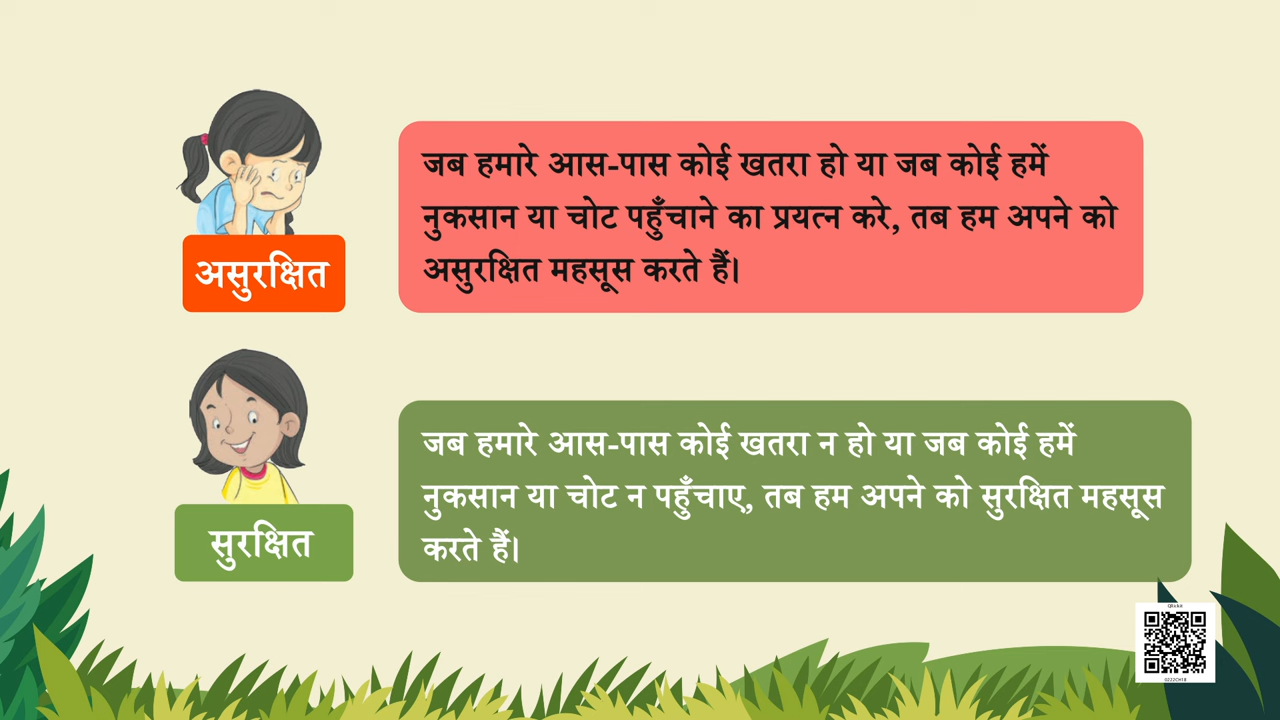 असुरक्षित
जब हमारे आस-पास कोई खतरा हो या जब कोई हमें
नुकसान या चोट पहुँचाने का प्रयत्न करे, तब हम अपने को
असुरक्षित महसूस करते हैं।
सुरक्षित
जब हमारे आस-पास कोई खतरा न हो या जब कोई हमें
नुकसान या चोट न पहुँचाए, तब हम अपने को सुरक्षित महसूस
करते हैं।
0222CH18